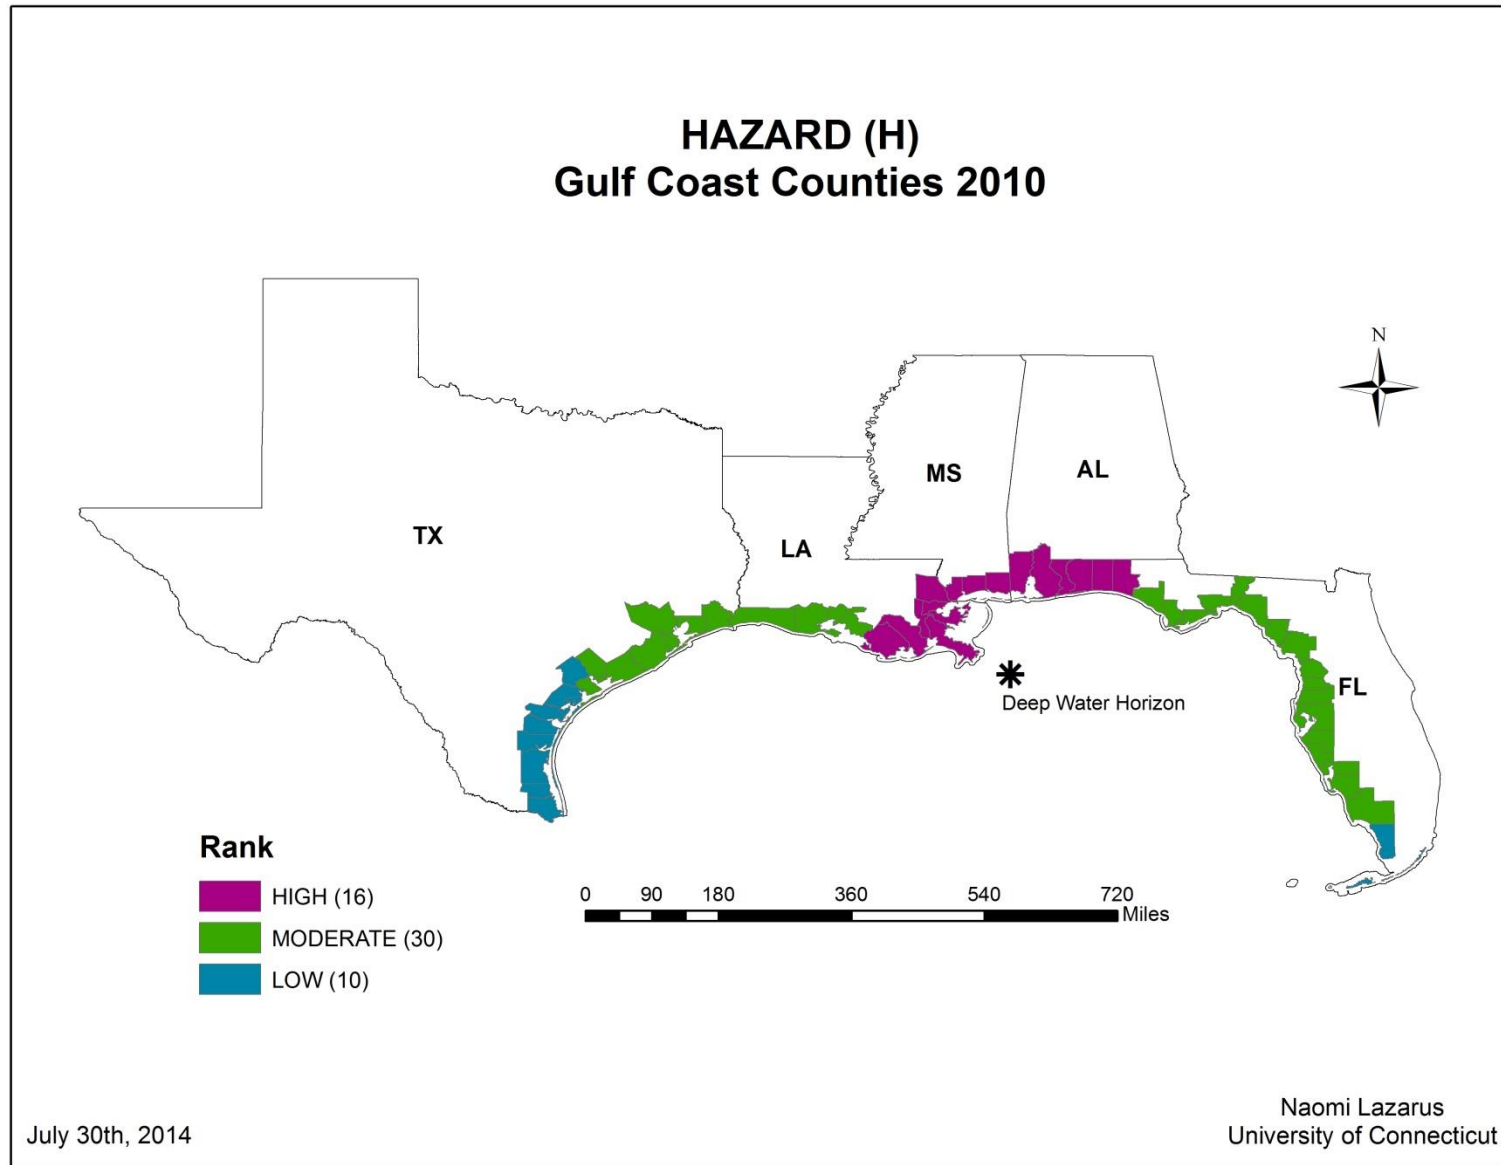 HAZARD (H)
Gulf Coast Counties 2010
N
MS
AL
TX
LA
FL
Deep Water Horizon
Rank
HIGH (16)
MODERATE (30)
LOW (10)
0 90 180 360 540 720
Miles
July 30th, 2014
Naomi Lazarus
University of Connecticut